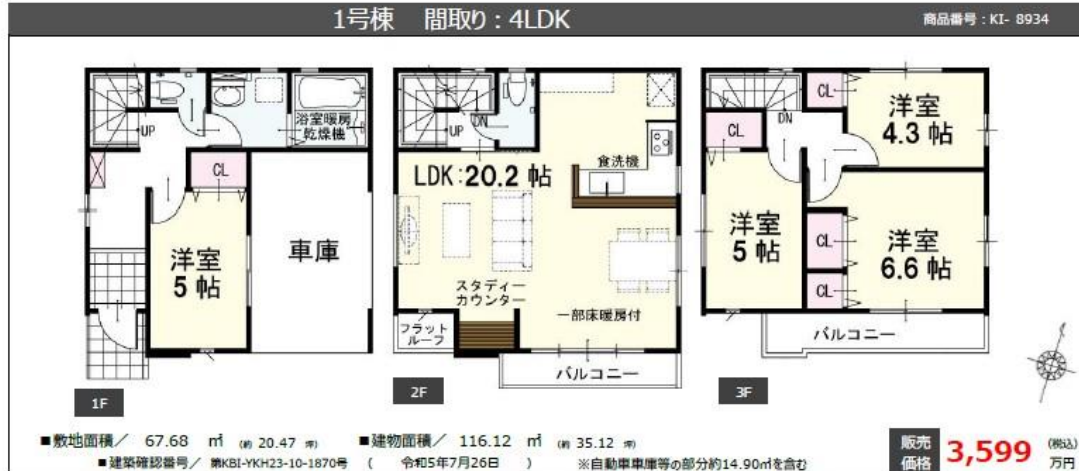 1号棟 間取り:4LDK 商品番号:KI- 8934
UP
浴室暖房
乾燥機
CL
洋室
5 帖
車庫
1F
DN
UP
食洗機
LDK:20.2 帖
スタディー
カウンター
一部床暖房付
フラット
ルーフ
バルコニー
2F
CL
洋室
4.3 帖
DN
CL
洋室
5 帖
CL
洋室
6.6 帖
CL
バルコニー
3F
■敷地面積/ 67.68 ㎡ (約 20.47 坪) ■建物面積/ 116.12 ㎡ (約 35.12 坪)
■建築確認番号/ 第KBI-YKH23-10-1870号 ( 令和5年7月26日 ) ※自動車車庫等の部分約14.90㎡を含む
販売
価格
3,599 (税込)
万円